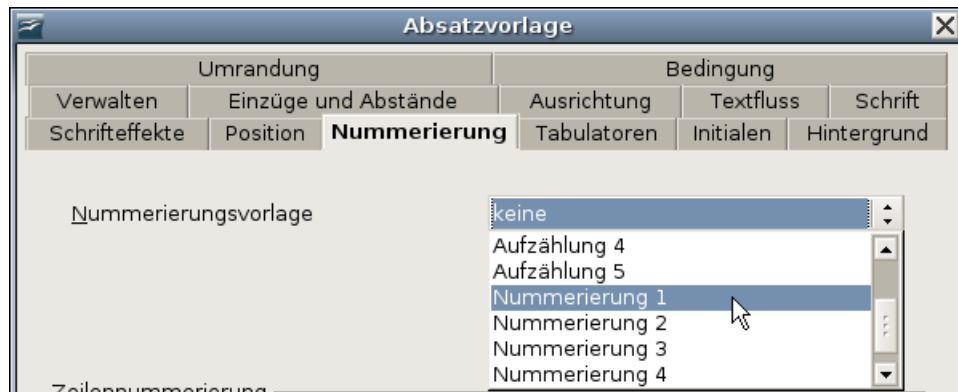 Absatzvorlage
Umrandung Bedingung
Verwalten Einzüge und Abstände Ausrichtung Textfluss Schrift
Schrifteffekte Position Nummerierung Tabulatoren Initialen Hintergrund
Nummerierungsvorlage keine
Aufzählung 4
Aufzählung 5
Nummerierung 1
Nummerierung 2
Nummerierung 3
Nummerierung 4
Zeilennummerierung